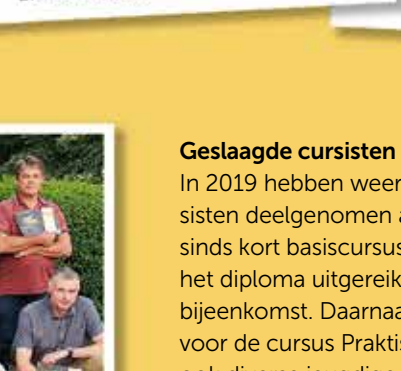 Geslaagde cursisten
In 2019 hebben weer
sisten deelgenomen a
sinds kort basiscursus
het diploma uitgereik
bijeenkomst. Daarnaa
voor de cursus Praktis